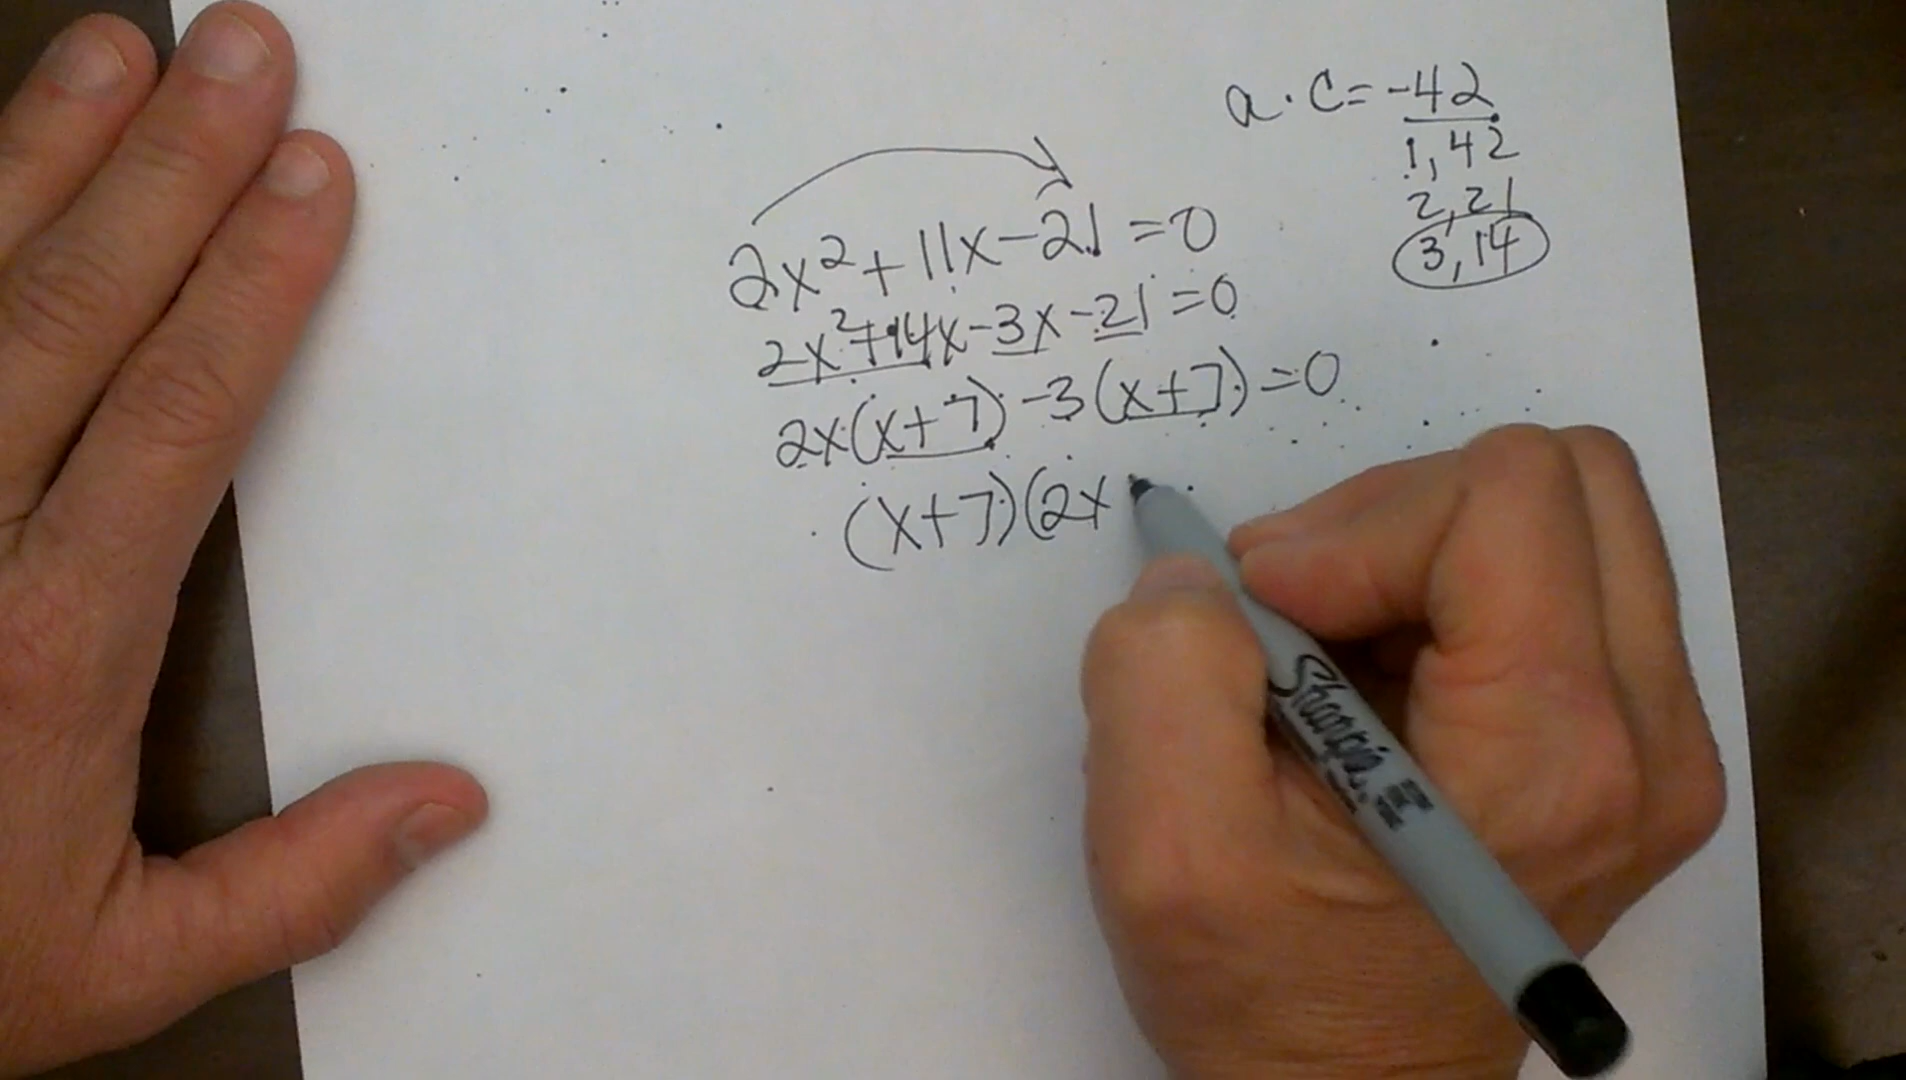 a · c = -42
1, 42
2, 21
3, 14
2x² + 11x - 21 = 0
2x² + 14x - 3x - 21 = 0
2x(x+7) - 3(x+7) = 0
(x+7)(2x
Sharpie